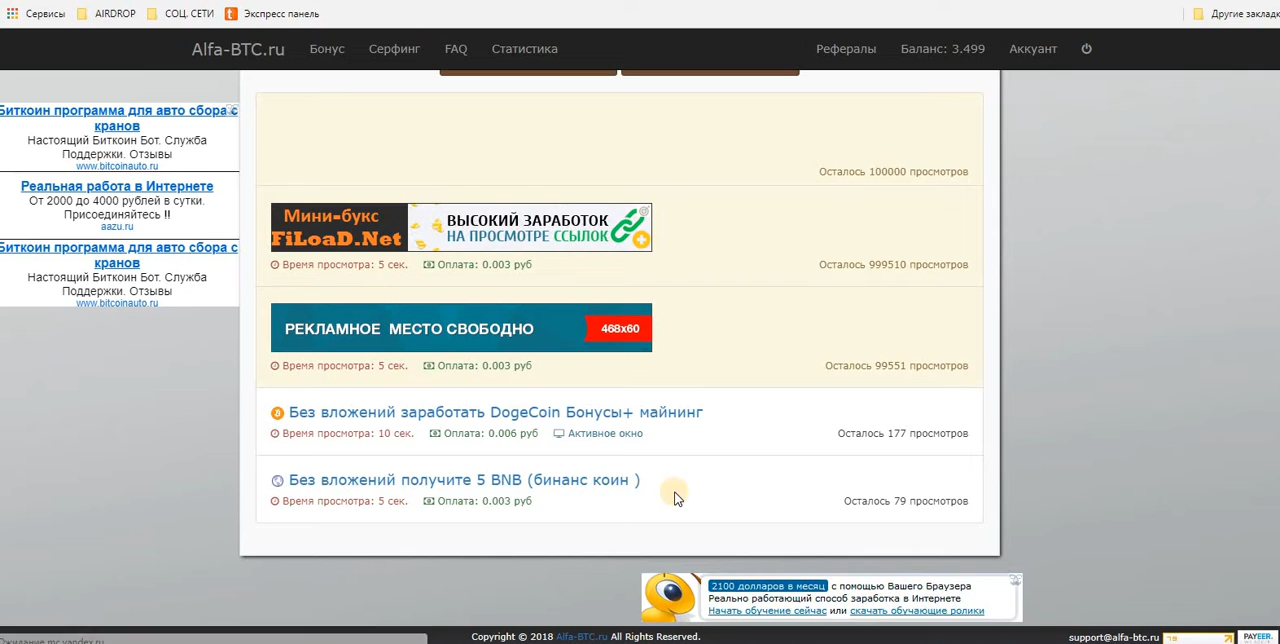 Сервисы AIRDROP СОЦ. СЕТИ Экспресс панель Другие заклад
Alfa-BTC.ru Бонус Серфинг FAQ Статистика Рефералы Баланс: 3.499 Аккуант
Биткоин программа для авто сбора с
кранов
Настоящий Биткоин Бот. Служба
Поддержки. Отзывы
www.bitcoinauto.ru
Реальная работа в Интернете
От 2000 до 4000 рублей в сутки.
Присоединяйтесь !!
aazu.ru
Биткоин программа для авто сбора с
кранов
Настоящий Биткоин Бот. Служба
Поддержки. Отзывы
www.bitcoinauto.ru
Осталось 100000 просмотров
Мини-букс
FiLoaD.Net
ВЫСОКИЙ ЗАРАБОТОК
НА ПРОСМОТРЕ ССЫЛОК
Время просмотра: 5 сек. Оплата: 0.003 руб Осталось 999510 просмотров
РЕКЛАМНОЕ МЕСТО СВОБОДНО 468x60
Время просмотра: 5 сек. Оплата: 0.003 руб Осталось 99551 просмотров
Без вложений заработать DogeCoin Бонусы+ майнинг
Время просмотра: 10 сек. Оплата: 0.006 руб Активное окно Осталось 177 просмотров
Без вложений получите 5 BNB (бинанс коин )
Время просмотра: 5 сек. Оплата: 0.003 руб Осталось 79 просмотров
2100 долларов в месяц с помощью Вашего Браузера
Реально работающий способ заработка в Интернете
Начать обучение сейчас или скачать обучающие ролики
Copyright © 2018 Alfa-BTC.ru All Rights Reserved. support@alfa-btc.ru PAYEER